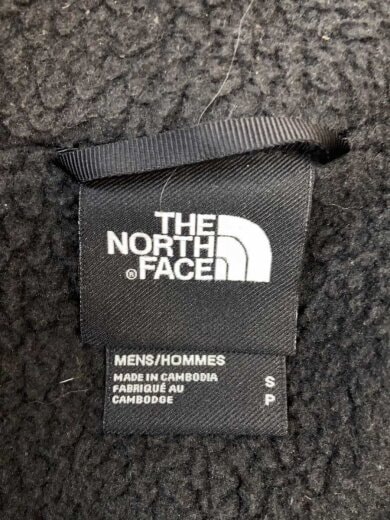 THE
NORTH
® FACE
MENS/HOMMES
MADE IN CAMBODIA S
FABRIQUÉ AU
CAMBODGE P